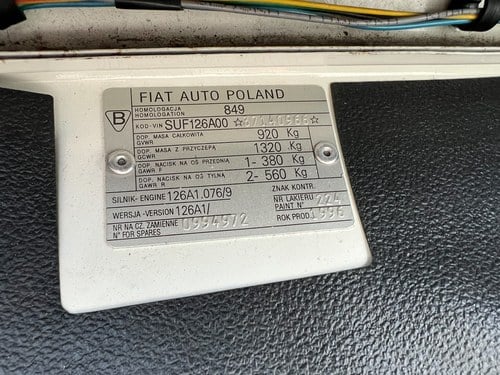 FIAT AUTO POLAND
HOMOLOGACJA
HOMOLOGATION 849
B
KOD-VIN SUF126A00
DOP. MASA CAŁKOWITA
GVWR 920 Kg
DOP. MASA Z PRZYCZEPĄ
GCWR 1320 Kg
DOP. NACISK NA OŚ PRZEDNIĄ
GAWR F 1- 380 Kg
DOP. NACISK NA OŚ TYLNĄ
GAWR R 2- 560 Kg
SILNIK- ENGINE 126A1.076/9
ZNAK KONTR.
WERSJA -VERSION 126A1/
NR LAKIERU
PAINT N° 224
NR NA CZ. ZAMIENNE
N° FOR SPARES 0994972
ROK PROD. 1996